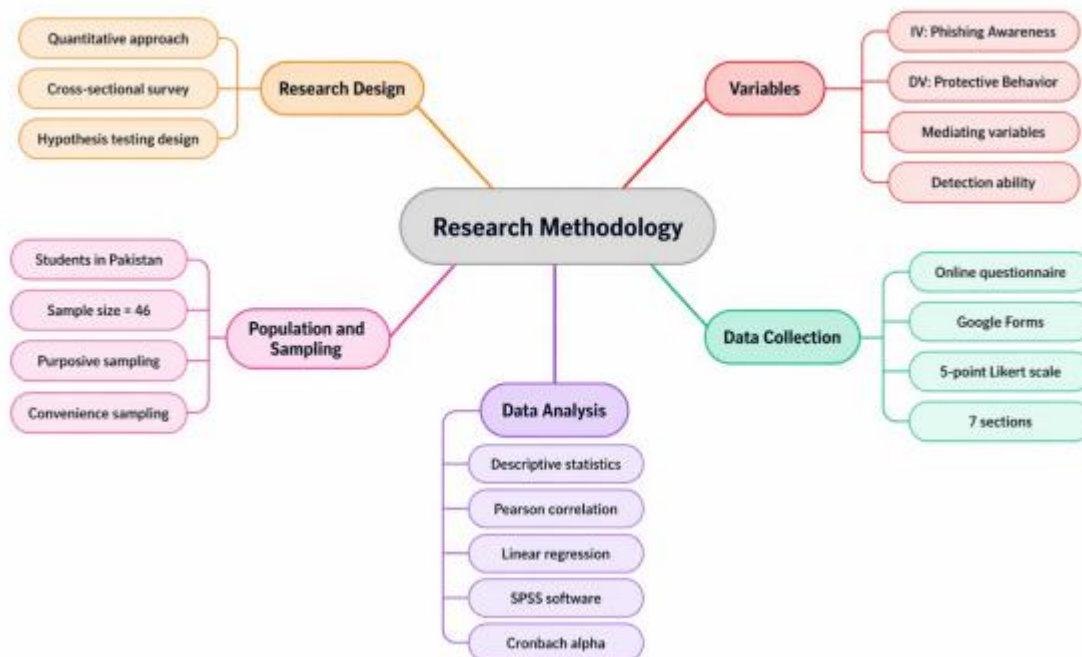 Research Methodology
Research Design
Quantitative approach
Cross-sectional survey
Hypothesis testing design
Variables
IV: Phishing Awareness
DV: Protective Behavior
Mediating variables
Detection ability
Population and
Sampling
Students in Pakistan
Sample size = 46
Purposive sampling
Convenience sampling
Data Collection
Online questionnaire
Google Forms
5-point Likert scale
7 sections
Data Analysis
Descriptive statistics
Pearson correlation
Linear regression
SPSS software
Cronbach alpha